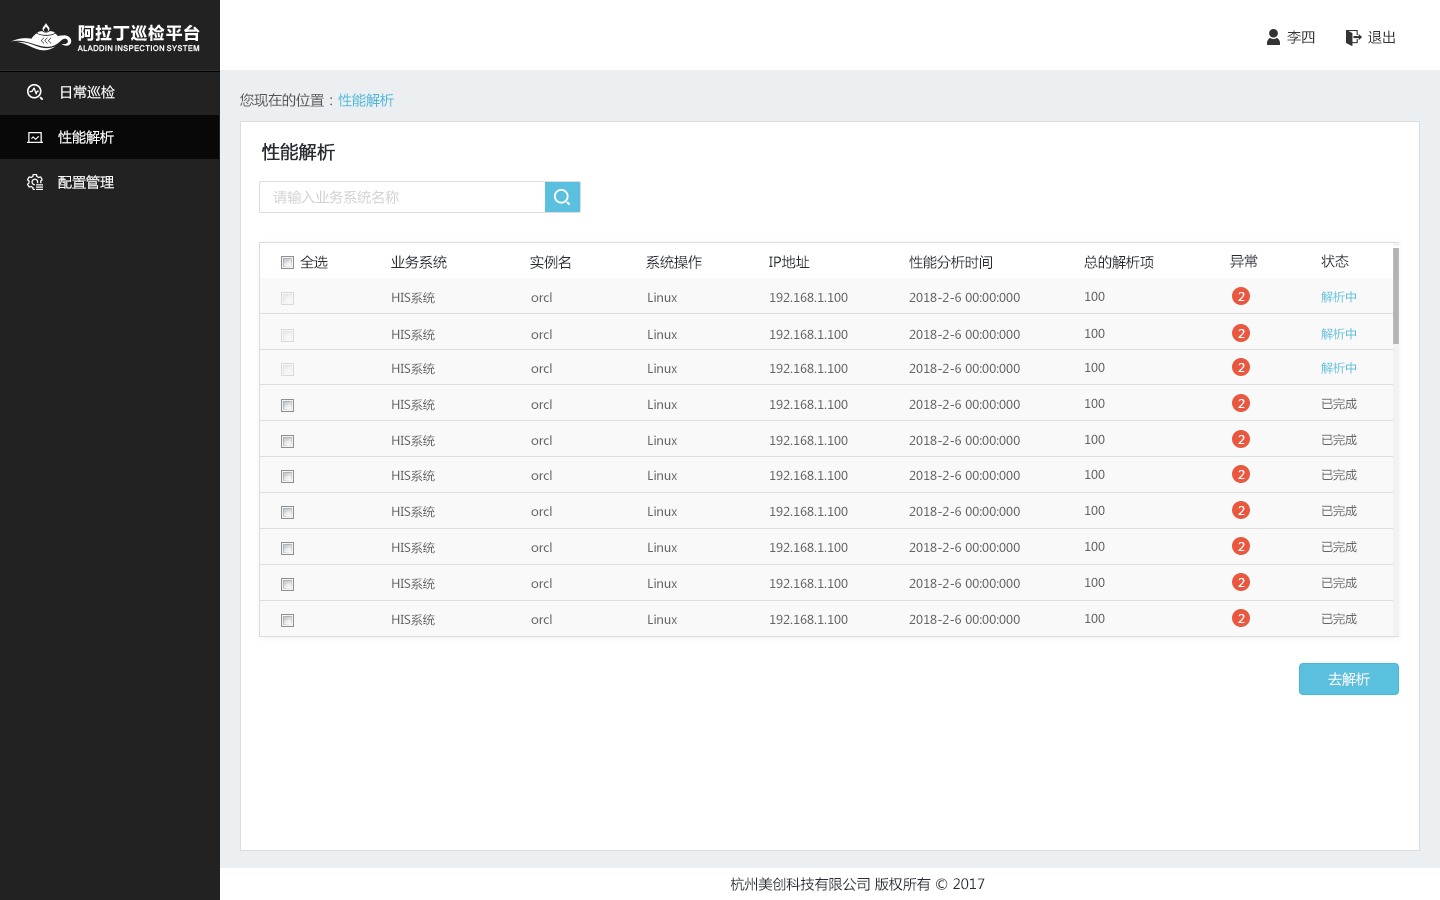 阿拉丁巡检平台
ALADDIN INSPECTION SYSTEM
李四 退出
日常巡检
性能解析
配置管理
您现在的位置：性能解析
性能解析
请输入业务系统名称
全选 业务系统 实例名 系统操作 IP地址 性能分析时间 总的解析项 异常 状态
HIS系统 orcl Linux 192.168.1.100 2018-2-6 00:00:000 100 2 解析中
HIS系统 orcl Linux 192.168.1.100 2018-2-6 00:00:000 100 2 解析中
HIS系统 orcl Linux 192.168.1.100 2018-2-6 00:00:000 100 2 解析中
HIS系统 orcl Linux 192.168.1.100 2018-2-6 00:00:000 100 2 已完成
HIS系统 orcl Linux 192.168.1.100 2018-2-6 00:00:000 100 2 已完成
HIS系统 orcl Linux 192.168.1.100 2018-2-6 00:00:000 100 2 已完成
HIS系统 orcl Linux 192.168.1.100 2018-2-6 00:00:000 100 2 已完成
HIS系统 orcl Linux 192.168.1.100 2018-2-6 00:00:000 100 2 已完成
HIS系统 orcl Linux 192.168.1.100 2018-2-6 00:00:000 100 2 已完成
HIS系统 orcl Linux 192.168.1.100 2018-2-6 00:00:000 100 2 已完成
去解析
杭州美创科技有限公司 版权所有 © 2017